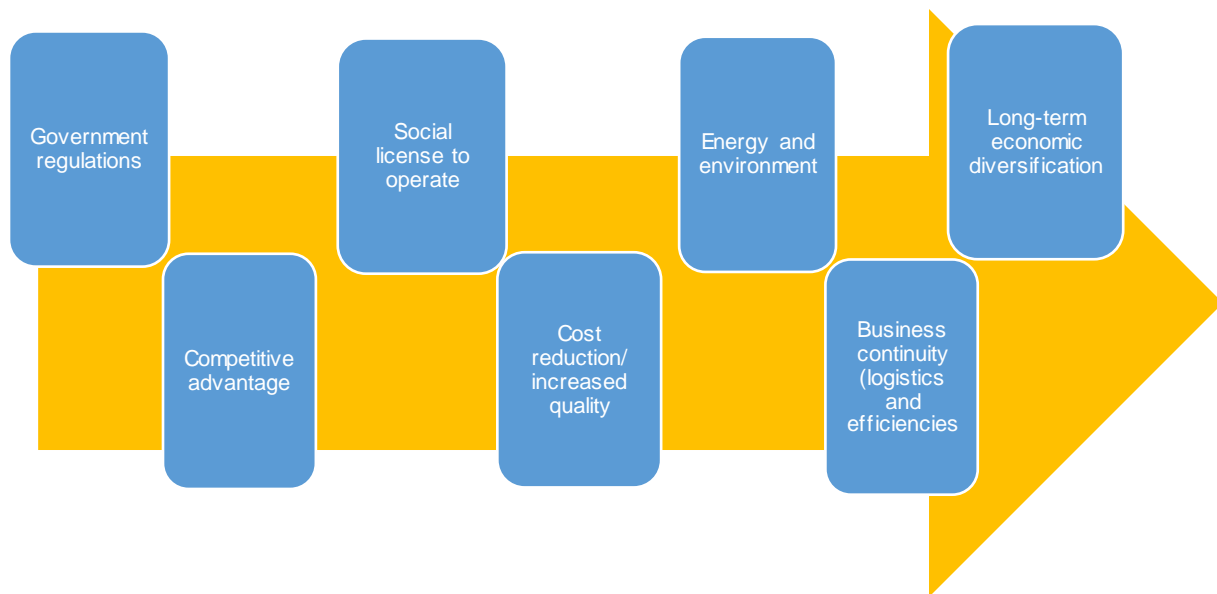 Government
regulations
Competitive
advantage
Social
license to
operate
Cost
reduction/
increased
quality
Energy and
environment
Business
continuity
(logistics
and
efficiencies
Long-term
economic
diversification